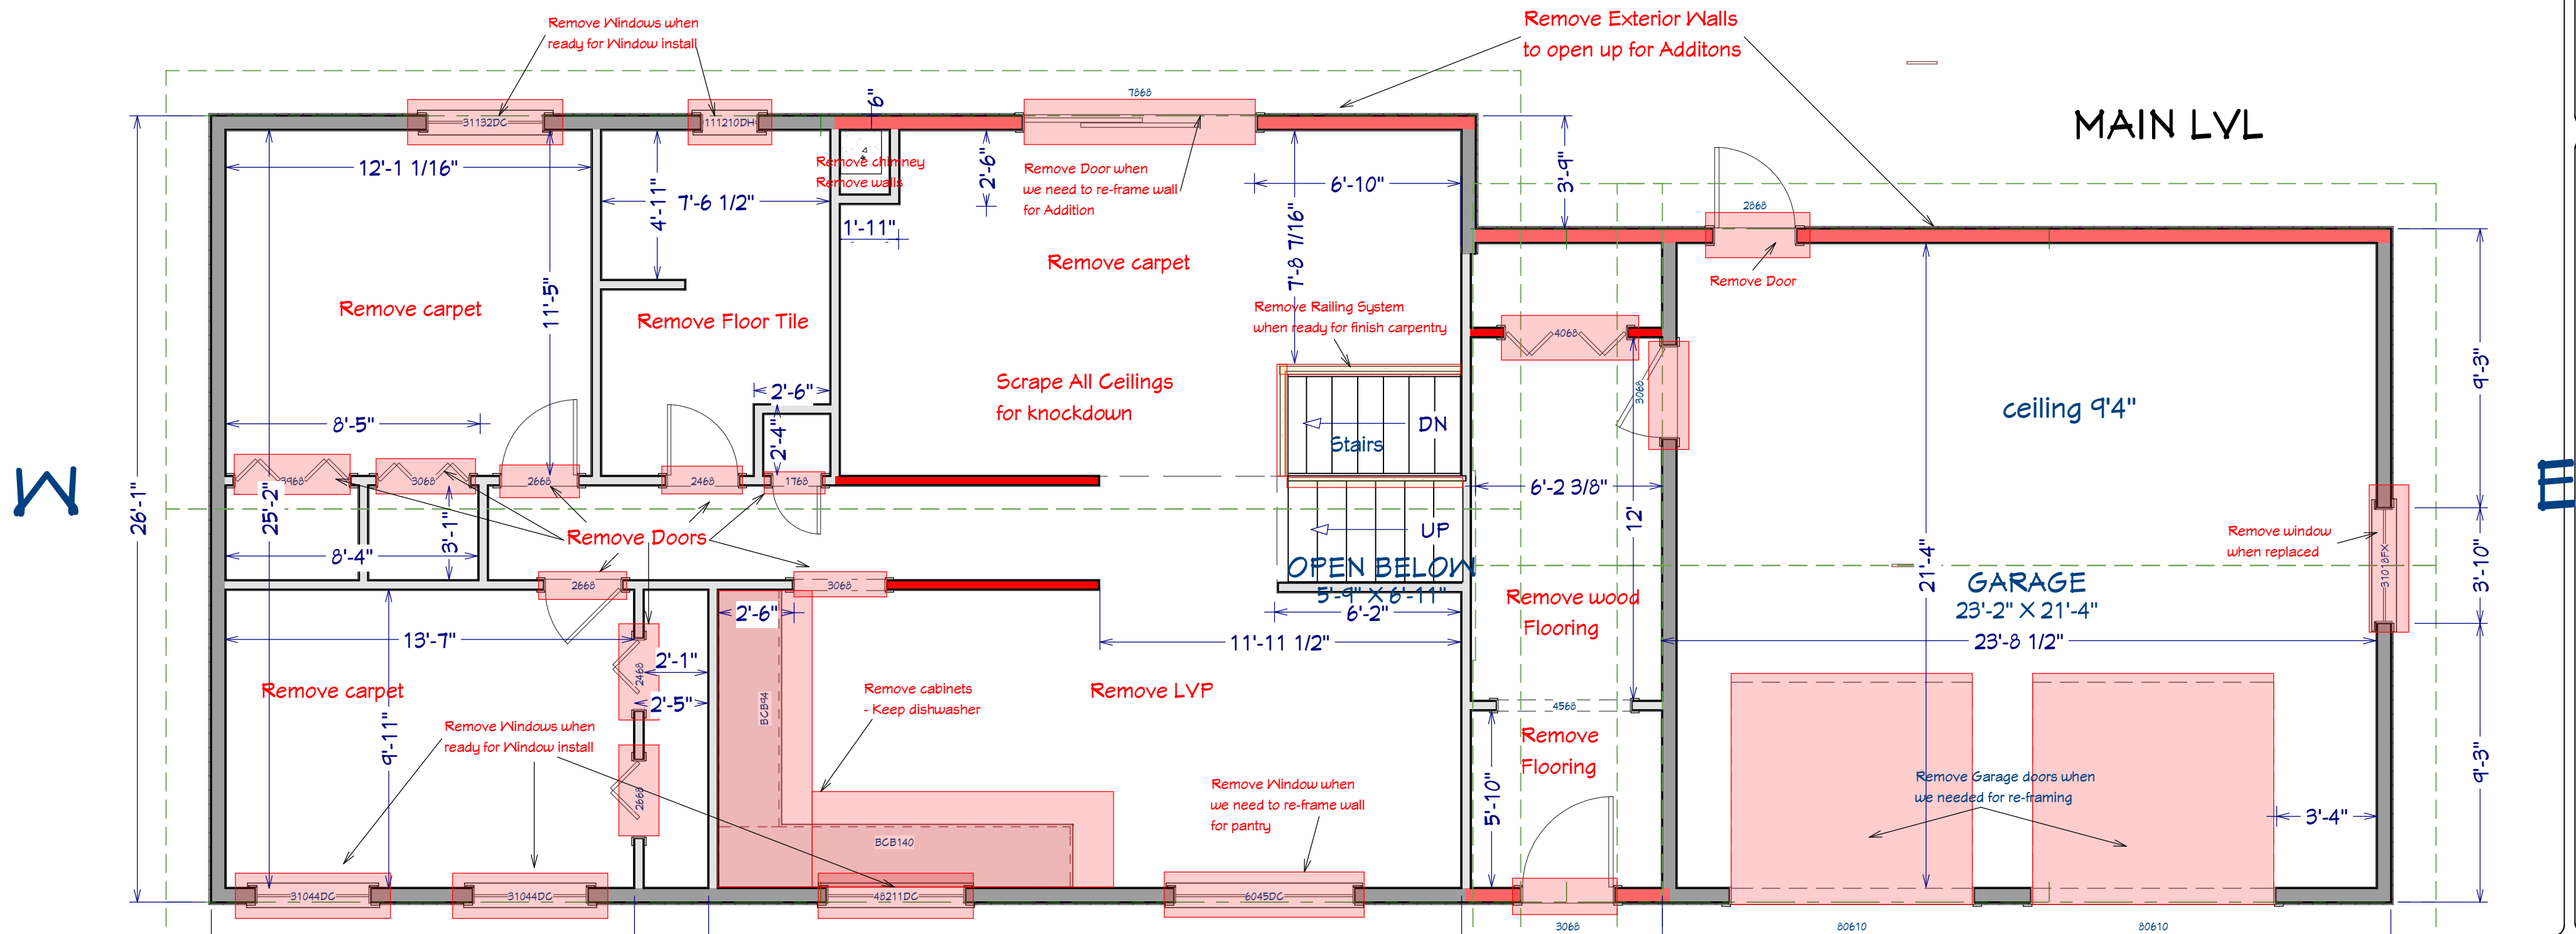 Remove Windows when
ready for Window install
Remove Exterior Walls
to open up for Additons
MAIN LVL
7868
31132DC
111210DH
6"
12'-1 1/16"
4'-11"
7'-6 1/2"
Remove chimney
Remove walls
2'-6"
1'-11"
Remove Door when
we need to re-frame wall
for Addition
6'-10"
3'-9"
7'-8 7/16"
2868
Remove Door
Remove carpet
11'-5"
Remove Floor Tile
Remove carpet
Remove Railing System
when ready for finish carpentry
4068
3068
Scrape All Ceilings
for knockdown
2'-6"
2'-4"
8'-5"
DN
Stairs
ceiling 9'4"
9'-3"
W
E
26'-1"
25'-2"
3968
3068
2668
2468
1768
6'-2 3/8"
12'
Remove Doors
UP
8'-4"
3'-1"
OPEN BELOW
5'-9" X 6'-11"
2668
3068
21'-4"
GARAGE
23'-2" X 21'-4"
23'-8 1/2"
Remove window
when replaced
31018FX
3'-10"
2'-6"
6'-2"
11'-11 1/2"
Remove wood
Flooring
13'-7"
2468
2'-1"
2'-5"
Remove carpet
9'-11"
BCB94
Remove cabinets
- Keep dishwasher
Remove LVP
4568
Remove
Flooring
Remove Windows when
ready for Window install
2668
5'-10"
Remove Window when
we need to re-frame wall
for pantry
Remove Garage doors when
we needed for re-framing
3'-4"
9'-3"
BCB140
31044DC
31044DC
48211DC
6045DC
3068
80610
80610